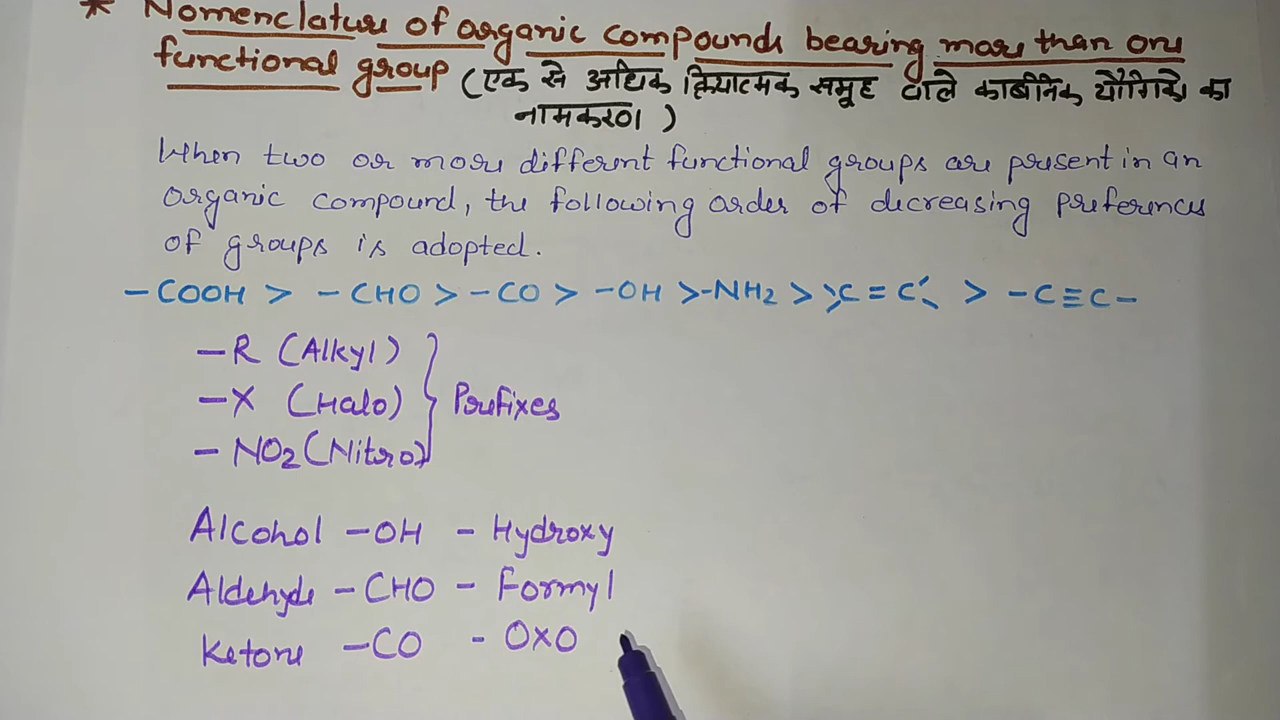 * Nomenclature of organic compounds bearing more than one
functional group (एक से अधिक क्रियात्मक समूह वाले कार्बनिक यौगिकों का
नामकरण)
When two or more different functional groups are present in an
organic compound, the following order of decreasing preference
of groups is adopted.
-COOH > -CHO > -CO > -OH > -NH2 > >C=C< > -C≡C-
-R (Alkyl)
-X (Halo) } Prefixes
-NO2 (Nitro)
Alcohol -OH - Hydroxy
Aldehyde -CHO - Formyl
Ketone -CO - Oxo